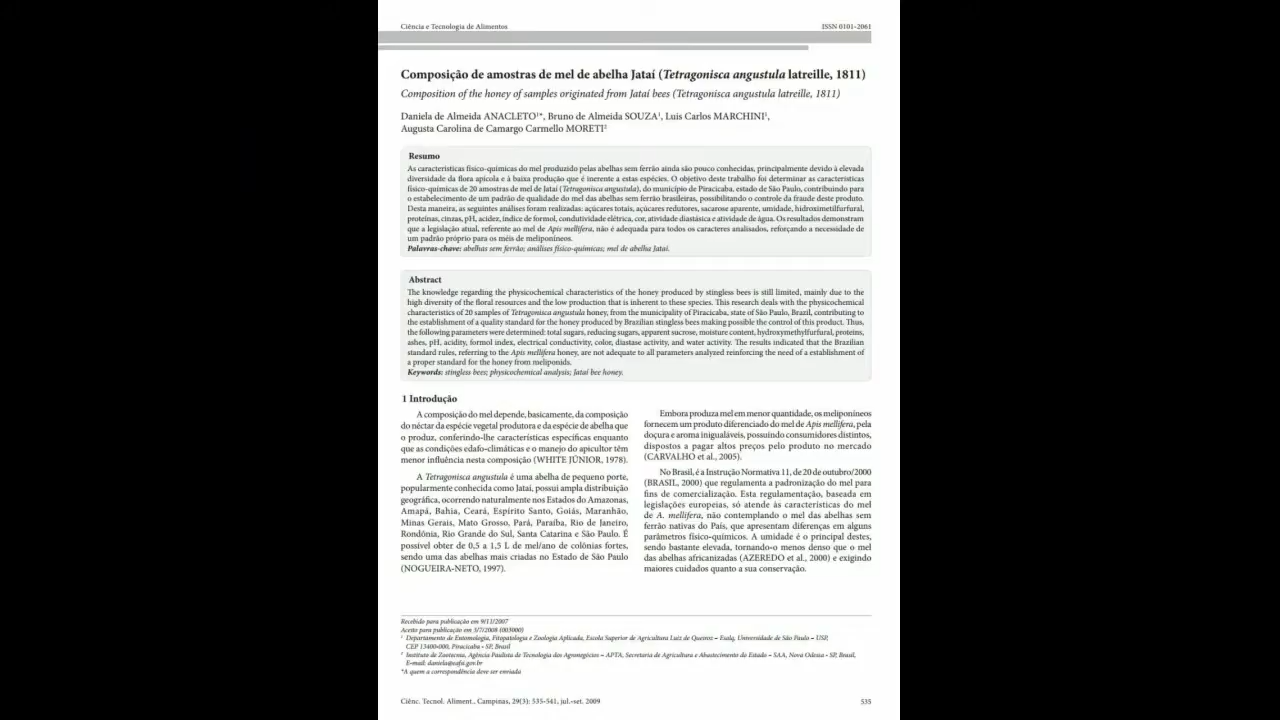 Ciência e Tecnologia de Alimentos
ISSN 0101-2061
Composição de amostras de mel de abelha Jataí (Tetragonisca angustula latreille, 1811)
Composition of the honey of samples originated from Jataí bees (Tetragonisca angustula latreille, 1811)
Daniela de Almeida ANACLETO¹*, Bruno de Almeida SOUZA¹, Luis Carlos MARCHINI¹,
Augusta Carolina de Camargo Carmello MORETI²
Resumo
As características físico-químicas do mel produzido pelas abelhas sem ferrão ainda são pouco conhecidas, principalmente devido à elevada
diversidade da flora apícola e à baixa produção que é inerente a estas espécies. O objetivo deste trabalho foi determinar as características
físico-químicas de 20 amostras de mel de Jataí (Tetragonisca angustula), do município de Piracicaba, estado de São Paulo, contribuindo para
o estabelecimento de um padrão de qualidade do mel das abelhas sem ferrão brasileiras, possibilitando o controle da fraude deste produto.
Desta maneira, as seguintes análises foram realizadas: açúcares totais, açúcares redutores, sacarose aparente, umidade, hidroximetilfurfural,
proteínas, cinzas, pH, acidez, índice de formol, condutividade elétrica, cor, atividade diastásica e atividade de água. Os resultados demonstram
que a legislação atual, referente ao mel de Apis mellifera, não é adequada para todos os caracteres analisados, reforçando a necessidade de
um padrão próprio para os méis de meliponíneos.
Palavras-chave: abelhas sem ferrão; análises físico-químicas; mel de abelha Jataí.
Abstract
The knowledge regarding the physicochemical characteristics of the honey produced by stingless bees is still limited, mainly due to the
high diversity of the floral resources and the low production that is inherent to these species. This research deals with the physicochemical
characteristics of 20 samples of Tetragonisca angustula honey, from the municipality of Piracicaba, state of São Paulo, Brazil, contributing to
the establishment of a quality standard for the honey produced by Brazilian stingless bees making possible the control of this product. Thus,
the following parameters were determined: total sugars, reducing sugars, apparent sucrose, moisture content, hydroxymethylfurfural, proteins,
ashes, pH, acidity, formol index, electrical conductivity, color, diastase activity, and water activity. The results indicated that the Brazilian
standard rules, referring to the Apis mellifera honey, are not adequate to all parameters analyzed reinforcing the need of a establishment of
a proper standard for the honey from meliponids.
Keywords: stingless bees; physicochemical analysis; Jataí bee honey.
1 Introdução
A composição do mel depende, basicamente, da composição
do néctar da espécie vegetal produtora e da espécie de abelha que
o produz, conferindo-lhe características específicas enquanto
que as condições edafo-climáticas e o manejo do apicultor têm
menor influência nesta composição (WHITE JÚNIOR, 1978).
A Tetragonisca angustula é uma abelha de pequeno porte,
popularmente conhecida como Jataí, possui ampla distribuição
geográfica, ocorrendo naturalmente nos Estados do Amazonas,
Amapá, Bahia, Ceará, Espírito Santo, Goiás, Maranhão,
Minas Gerais, Mato Grosso, Pará, Paraíba, Rio de Janeiro,
Rondônia, Rio Grande do Sul, Santa Catarina e São Paulo. É
possível obter de 0,5 a 1,5 L de mel/ano de colônias fortes,
sendo uma das abelhas mais criadas no Estado de São Paulo
(NOGUEIRA-NETO, 1997).
Embora produza mel em menor quantidade, os meliponíneos
fornecem um produto diferenciado do mel de Apis mellifera, pela
doçura e aroma inigualáveis, possuindo consumidores distintos,
dispostos a pagar altos preços pelo produto no mercado
(CARVALHO et al., 2005).
No Brasil, é a Instrução Normativa 11, de 20 de outubro/2000
(BRASIL, 2000) que regulamenta a padronização do mel para
fins de comercialização. Esta regulamentação, baseada em
legislações europeias, só atende às características do mel
de A. mellifera, não contemplando o mel das abelhas sem
ferrão nativas do País, que apresentam diferenças em alguns
parâmetros físico-químicos. A umidade é o principal destes,
sendo bastante elevada, tornando-o menos denso que o mel
das abelhas africanizadas (AZEREDO et al., 2000) e exigindo
maiores cuidados quanto a sua conservação.
Recebido para publicação em 9/11/2007
Aceito para publicação em 3/7/2008 (003000)
¹ Departamento de Entomologia, Fitopatologia e Zoologia Aplicada, Escola Superior de Agricultura Luiz de Queiros – Esalq, Universidade de São Paulo – USP,
CEP 13400-000, Piracicaba - SP, Brasil
² Instituto de Zootecnia, Agência Paulista de Tecnologia dos Agronegócios – APTA, Secretaria de Agricultura e Abastecimento do Estado – SAA, Nova Odessa - SP, Brasil,
E-mail: daniela@cafa.gov.br
*A quem a correspondência deve ser enviada
Ciênc. Tecnol. Aliment., Campinas, 29(3): 535-541, jul.-set. 2009
535